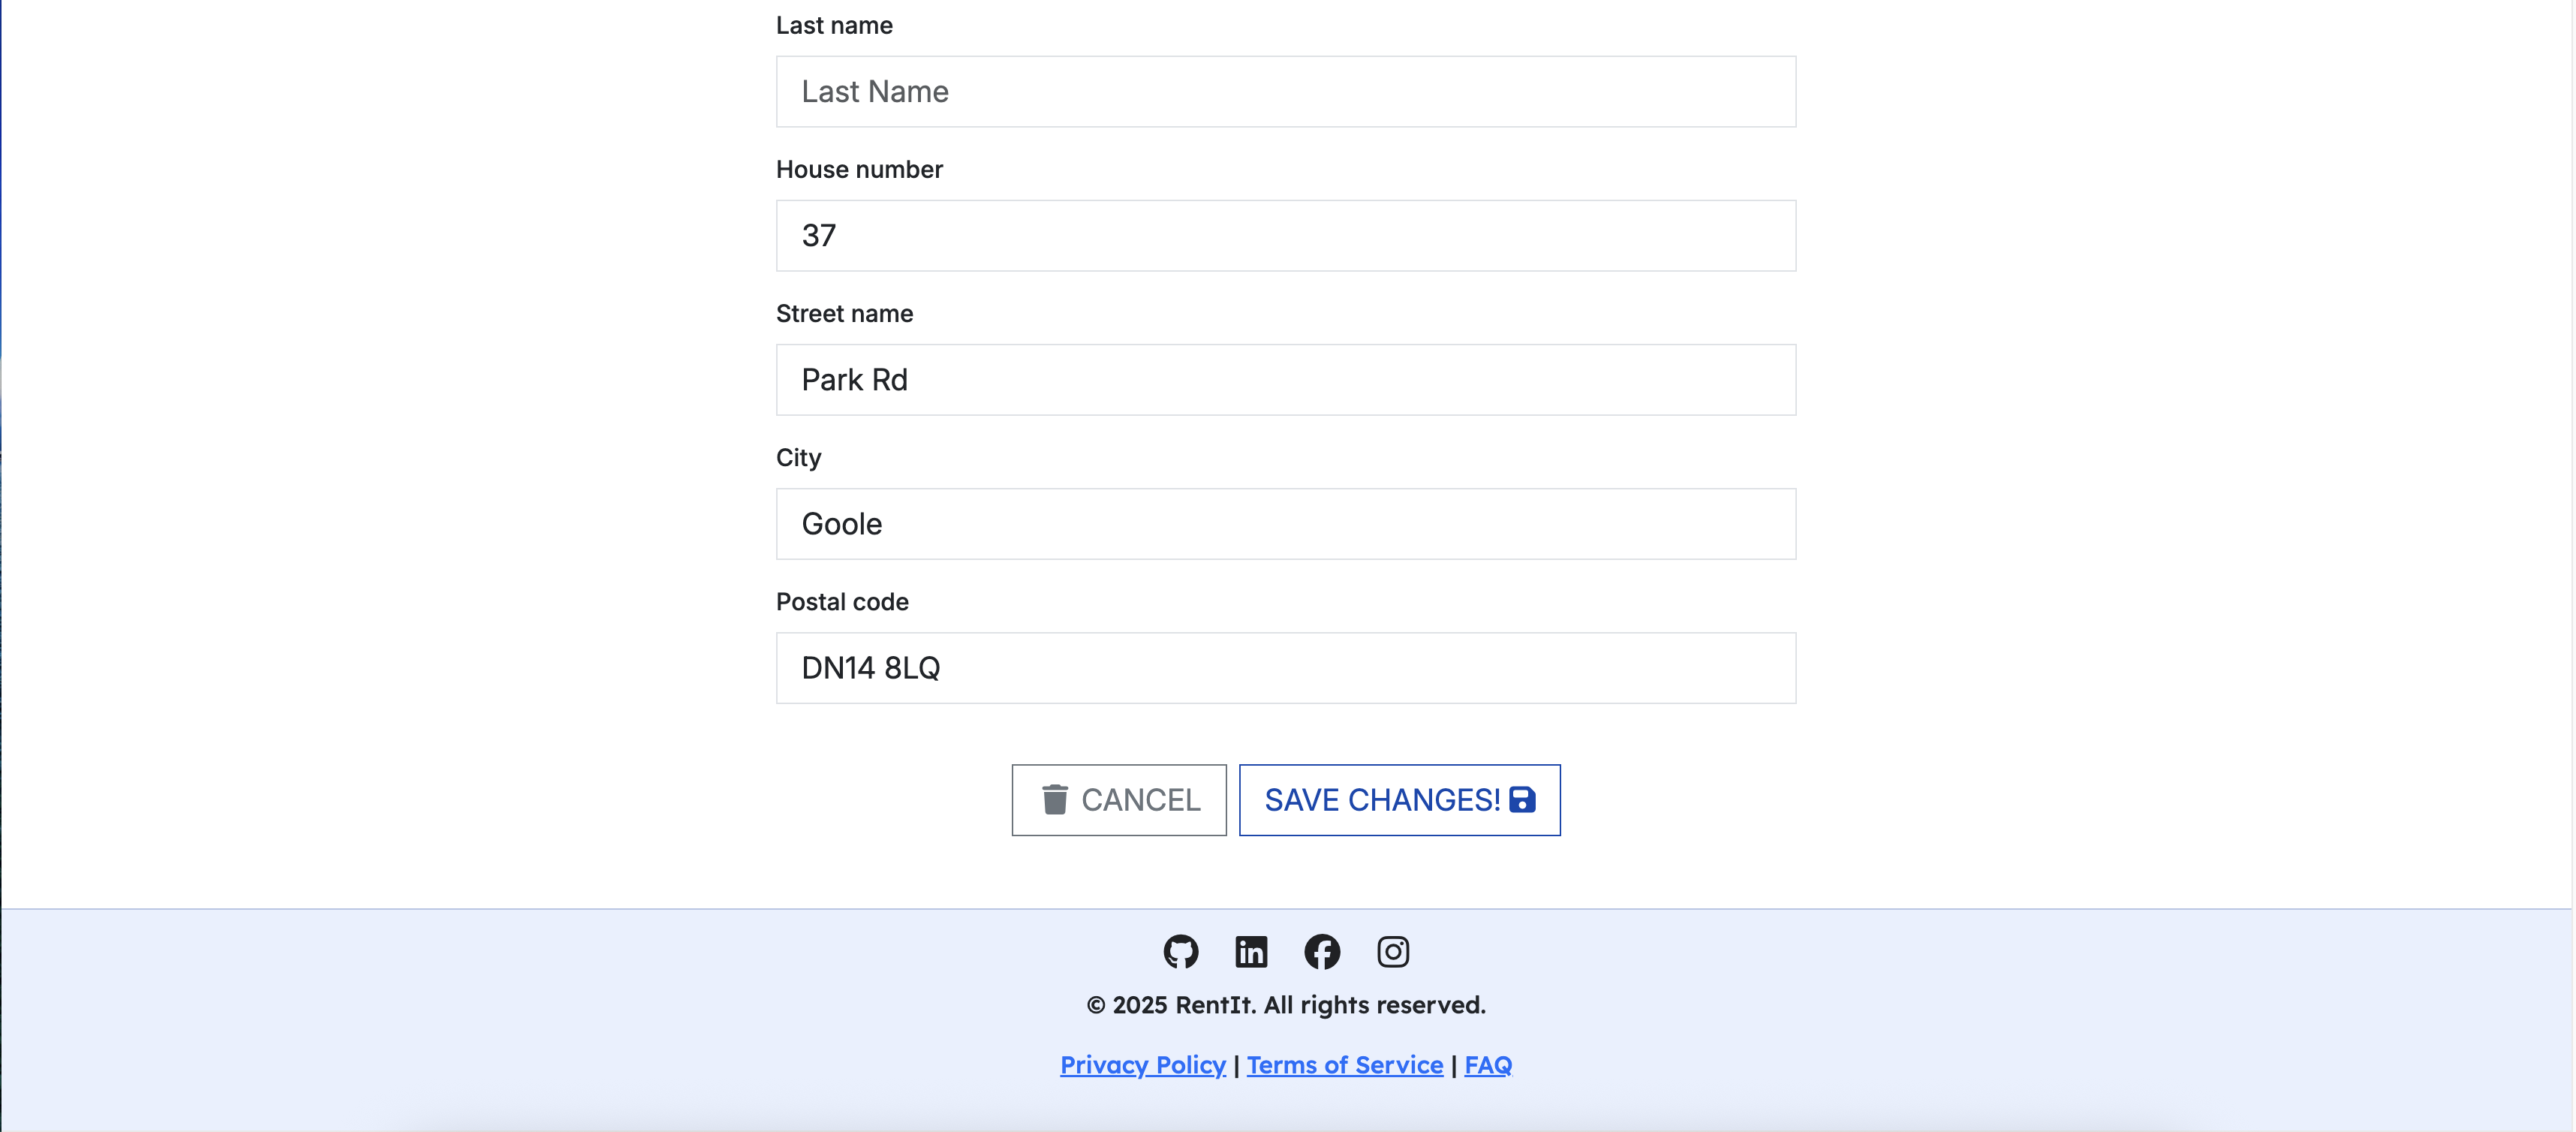 Last name
Last Name
House number
37
Street name
Park Rd
City
Goole
Postal code
DN14 8LQ
CANCEL SAVE CHANGES!
© 2025 RentIt. All rights reserved.
Privacy Policy | Terms of Service | FAQ